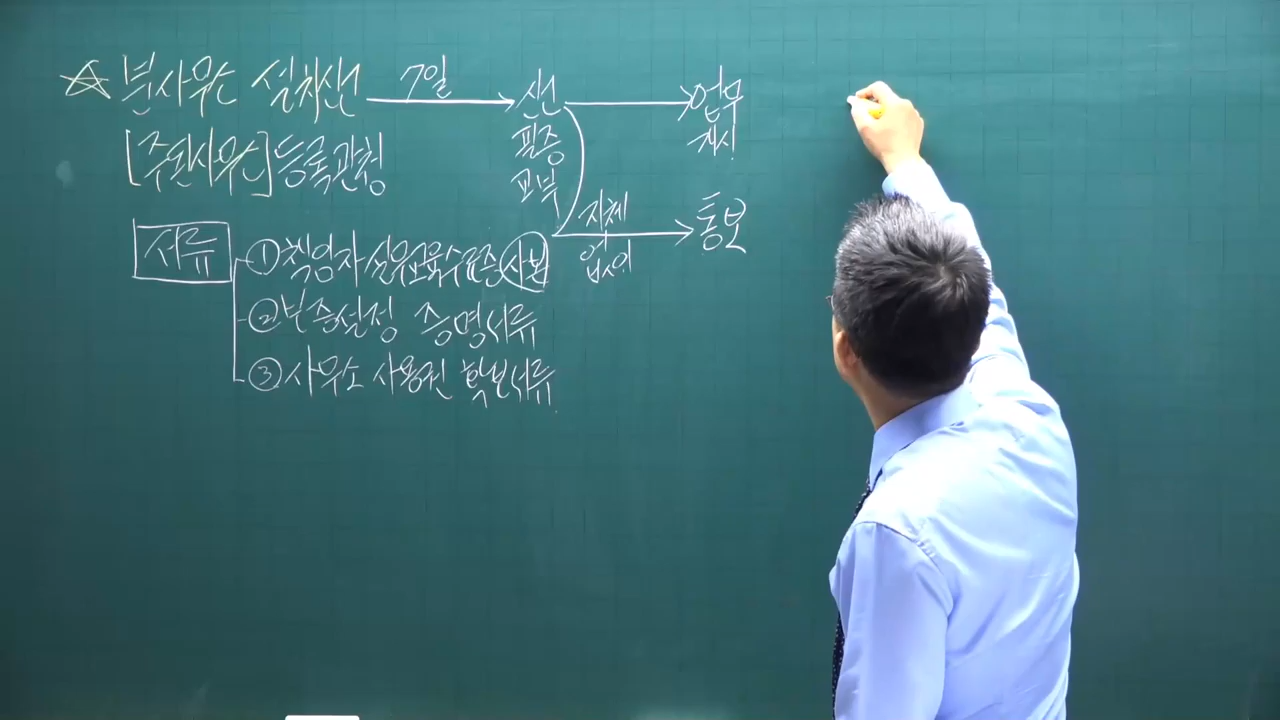 ☆ 분사무소 설치신고 7일 신고 업무
[주된사무소] 등록관청 필증 개시
교부
지체 통보
서류 ① 책임자 실무교육수료증 사본 없이
② 보증설정 증명서류
③ 사무소 사용권 확보서류